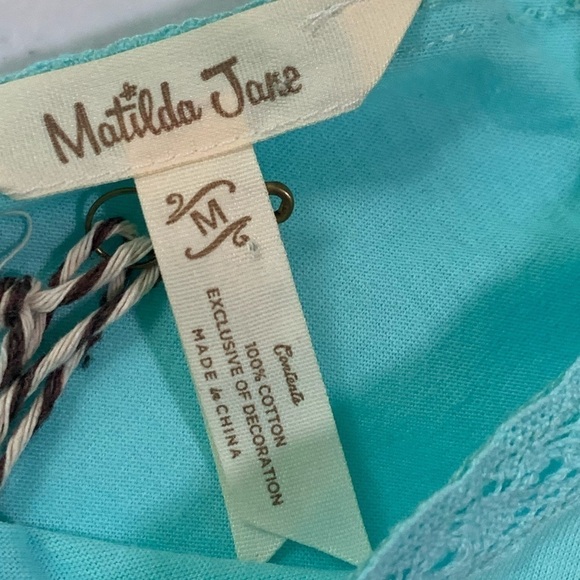 Matilda Jane
M
Contents
100% COTTON
EXCLUSIVE OF DECORATION
MADE in CHINA